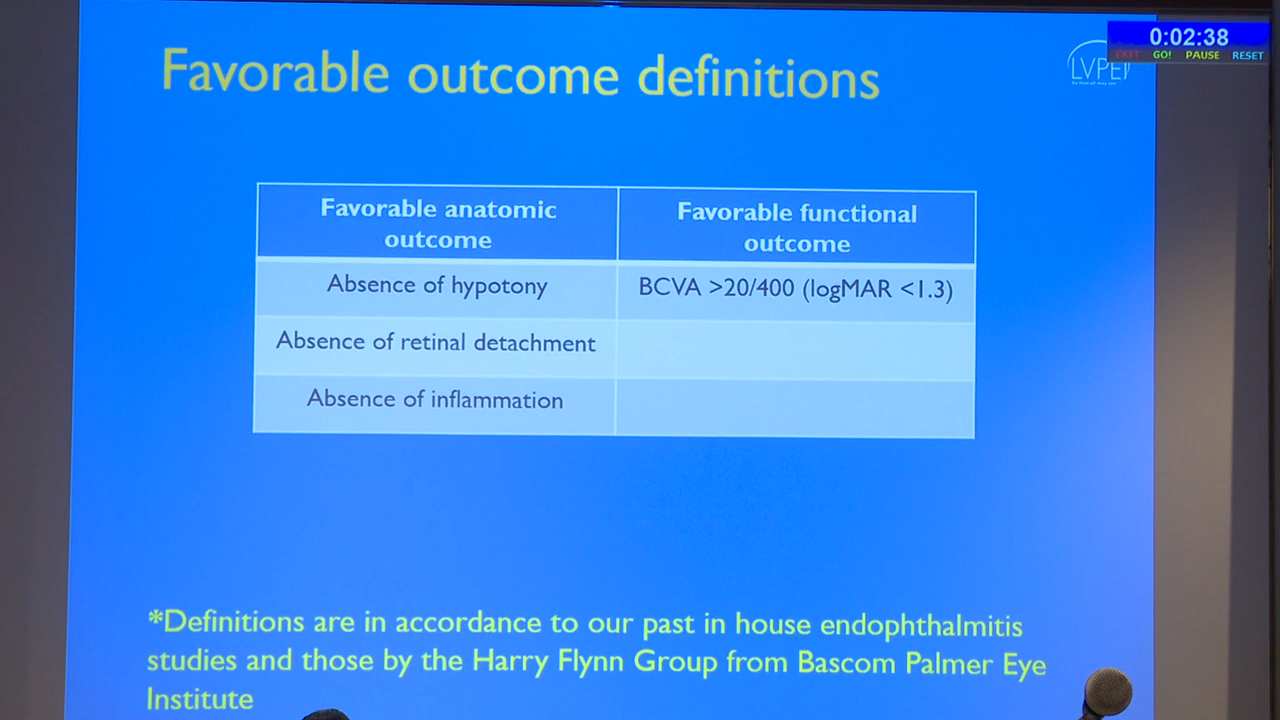 Favorable outcome definitions
0:02:38
EXIT GO! PAUSE RESET
LVPEI
Favorable anatomic
outcome
Favorable functional
outcome
Absence of hypotony
BCVA >20/400 (logMAR <1.3)
Absence of retinal detachment
Absence of inflammation
*Definitions are in accordance to our past in house endophthalmitis
studies and those by the Harry Flynn Group from Bascom Palmer Eye
Institute